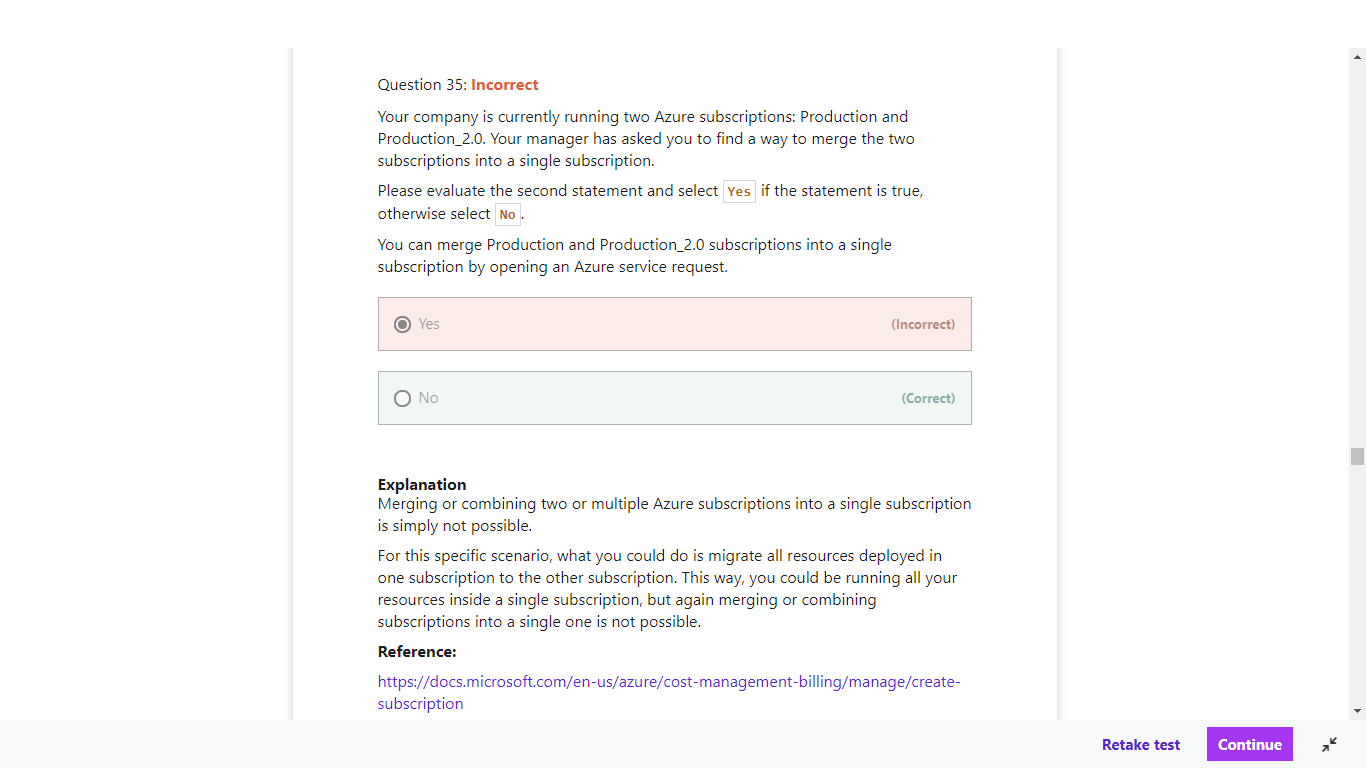 Question 35: Incorrect
Your company is currently running two Azure subscriptions: Production and
Production_2.0. Your manager has asked you to find a way to merge the two
subscriptions into a single subscription.
Please evaluate the second statement and select Yes if the statement is true,
otherwise select No.
You can merge Production and Production_2.0 subscriptions into a single
subscription by opening an Azure service request.
Yes (Incorrect)
No (Correct)
Explanation
Merging or combining two or multiple Azure subscriptions into a single subscription
is simply not possible.
For this specific scenario, what you could do is migrate all resources deployed in
one subscription to the other subscription. This way, you could be running all your
resources inside a single subscription, but again merging or combining
subscriptions into a single one is not possible.
Reference:
https://docs.microsoft.com/en-us/azure/cost-management-billing/manage/create-
subscription
Retake test Continue